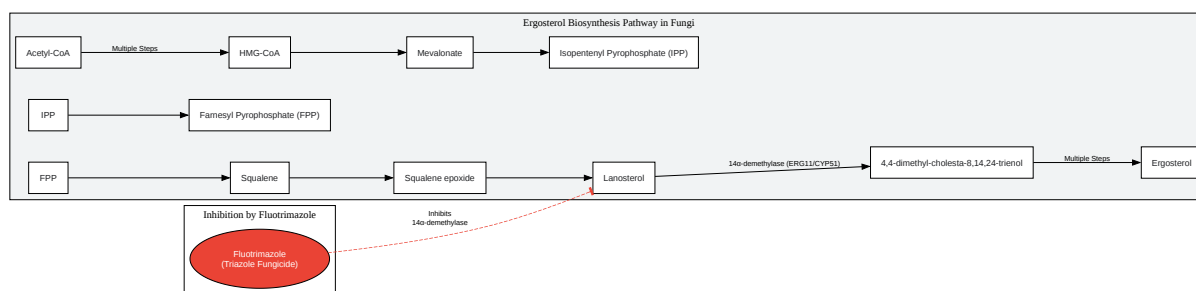 Ergosterol Biosynthesis Pathway in Fungi
Acetyl-CoA
Multiple Steps
HMG-CoA
Mevalonate
Isopentenyl Pyrophosphate (IPP)
IPP
Farnesyl Pyrophosphate (FPP)
FPP
Squalene
Squalene epoxide
Lanosterol
14α-demethylase (ERG11/CYP51)
4,4-dimethyl-cholesta-8,14,24-trienol
Multiple Steps
Ergosterol
Inhibition by Fluotrimazole
Inhibits
14α-demethylase
Fluotrimazole
(Triazole Fungicide)